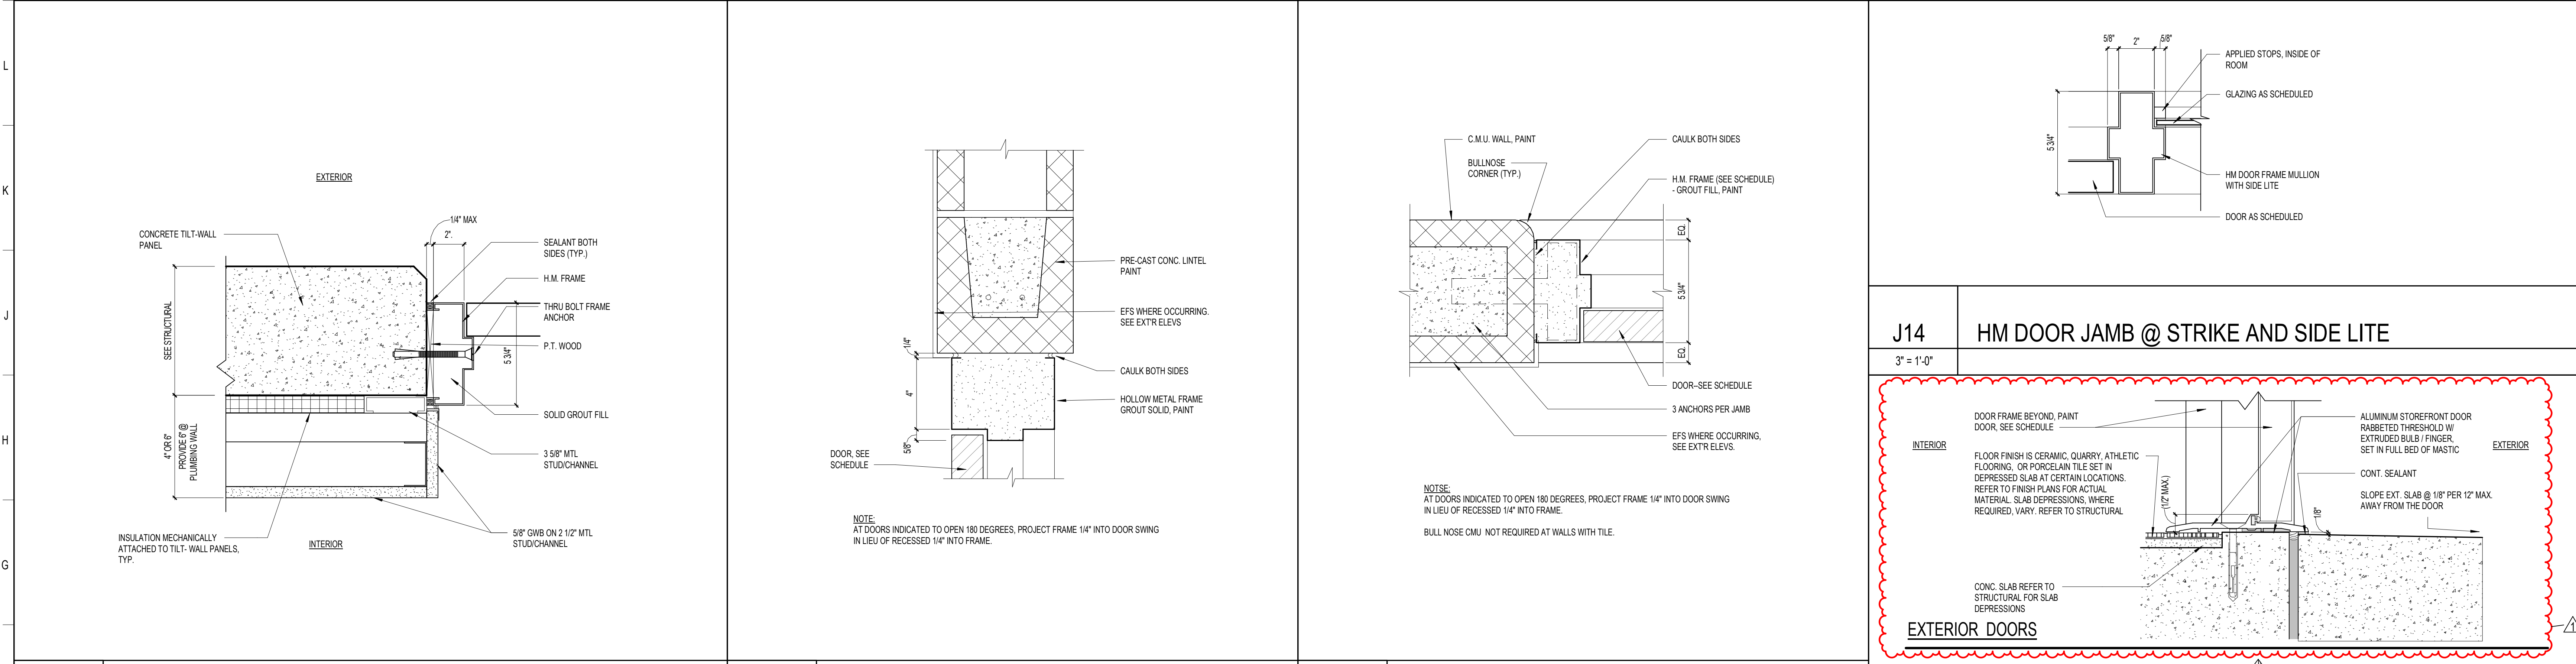 L
K
J
H
G
EXTERIOR
CONCRETE TILT-WALL
PANEL
1/4" MAX
2".
SEALANT BOTH
SIDES (TYP.)
H.M. FRAME
THRU BOLT FRAME
ANCHOR
P.T. WOOD
5 3/4"
SOLID GROUT FILL
3 5/8" MTL
STUD/CHANNEL
5/8" GWB ON 2 1/2" MTL
STUD/CHANNEL
SEE STRUCTURAL
4" OR 6"
PROVIDE 6" @
PLUMBING WALL
INSULATION MECHANICALLY
ATTACHED TO TILT- WALL PANELS,
TYP.
INTERIOR
PRE-CAST CONC. LINTEL
PAINT
EFS WHERE OCCURRING.
SEE EXT'R ELEVS
1/4"
CAULK BOTH SIDES
4"
HOLLOW METAL FRAME
GROUT SOLID, PAINT
5/8"
DOOR, SEE
SCHEDULE
NOTE:
AT DOORS INDICATED TO OPEN 180 DEGREES, PROJECT FRAME 1/4" INTO DOOR SWING
IN LIEU OF RECESSED 1/4" INTO FRAME.
C.M.U. WALL, PAINT
BULLNOSE
CORNER (TYP.)
CAULK BOTH SIDES
H.M. FRAME (SEE SCHEDULE)
- GROUT FILL, PAINT
EQ.
5 3/4"
EQ.
DOOR--SEE SCHEDULE
3 ANCHORS PER JAMB
EFS WHERE OCCURRING,
SEE EXT'R ELEVS.
NOTSE:
AT DOORS INDICATED TO OPEN 180 DEGREES, PROJECT FRAME 1/4" INTO DOOR SWING
IN LIEU OF RECESSED 1/4" INTO FRAME.
BULL NOSE CMU  NOT REQUIRED AT WALLS WITH TILE.
5/8"
2"
5/8"
APPLIED STOPS, INSIDE OF
ROOM
GLAZING AS SCHEDULED
5 3/4"
HM DOOR FRAME MULLION
WITH SIDE LITE
DOOR AS SCHEDULED
J14
HM DOOR JAMB @ STRIKE AND SIDE LITE
3" = 1'-0"
DOOR FRAME BEYOND, PAINT
DOOR, SEE SCHEDULE
INTERIOR
FLOOR FINISH IS CERAMIC, QUARRY, ATHLETIC
FLOORING,  OR PORCELAIN TILE SET IN
DEPRESSED SLAB AT CERTAIN LOCATIONS.
REFER TO FINISH PLANS FOR ACTUAL
MATERIAL. SLAB DEPRESSIONS, WHERE
REQUIRED, VARY. REFER TO STRUCTURAL
(1/2" MAX.)
ALUMINUM STOREFRONT DOOR
RABBETED THRESHOLD W/
EXTRUDED BULB / FINGER,
SET IN FULL BED OF MASTIC
EXTERIOR
CONT. SEALANT
SLOPE EXT. SLAB @ 1/8" PER 12" MAX.
AWAY FROM THE DOOR
1/8"
CONC. SLAB REFER TO
STRUCTURAL FOR SLAB
DEPRESSIONS
EXTERIOR  DOORS
1